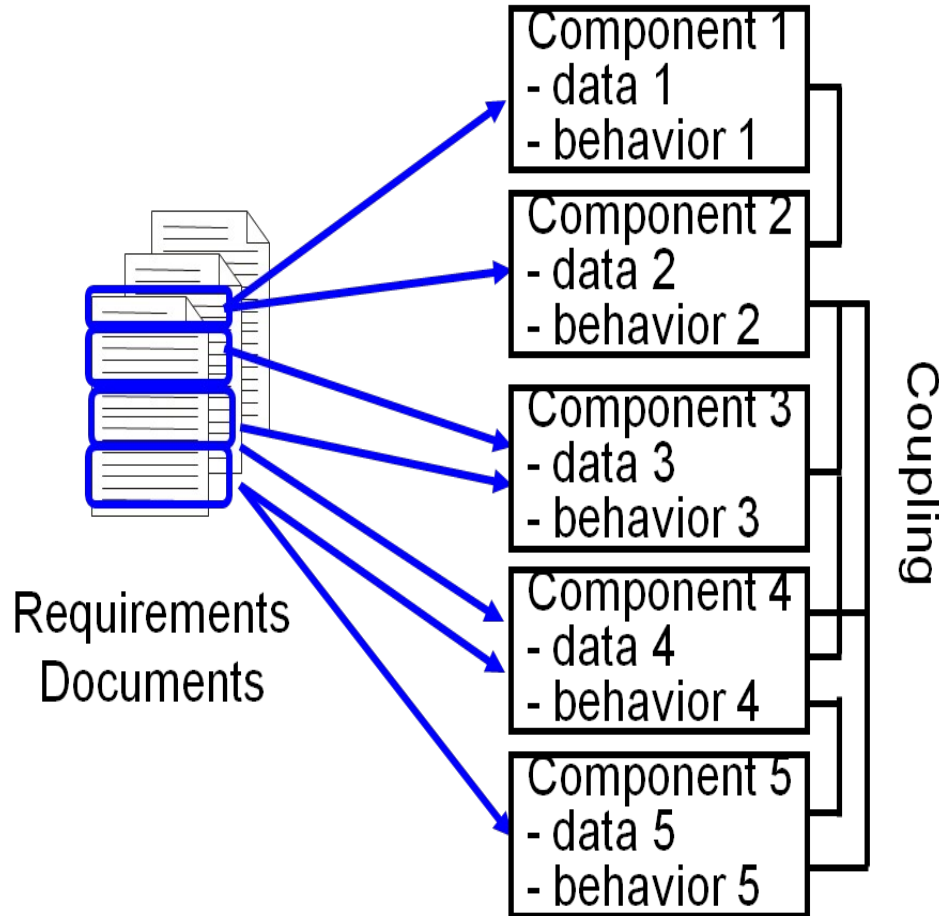 Component 1
- data 1
- behavior 1
Component 2
- data 2
- behavior 2
Component 3
- data 3
- behavior 3
Component 4
- data 4
- behavior 4
Component 5
- data 5
- behavior 5
Requirements
Documents
Coupling